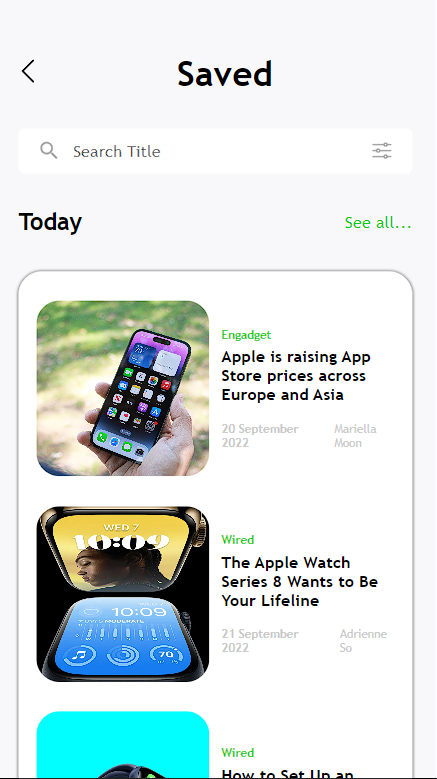 Saved
Search Title
Today
See all...
Engadget
Apple is raising App
Store prices across
Europe and Asia
20 September
2022
Mariella
Moon
WED 7
10:09
Wired
The Apple Watch
Series 8 Wants to Be
Your Lifeline
10:09
MODERATE
70
21 September
2022
Adrienne
So
Wired
How to Set Up an